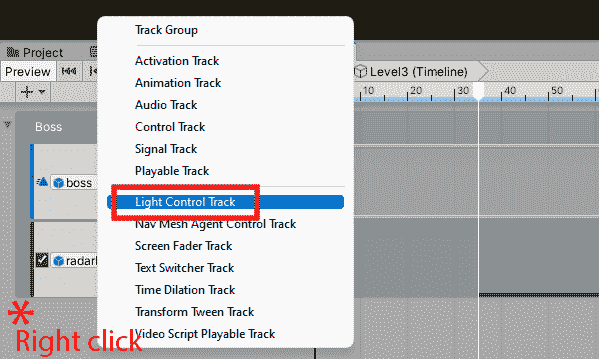 Track Group
Project
Activation Track
Preview
Level3 (Timeline)
Animation Track
10 20 30 40 50
Audio Track
Control Track
Boss
Signal Track
Playable Track
boss
Light Control Track
Nav Mesh Agent Control Track
Screen Fader Track
Text Switcher Track
Time Dilation Track
Transform Tween Track
Video Script Playable Track
* Right click